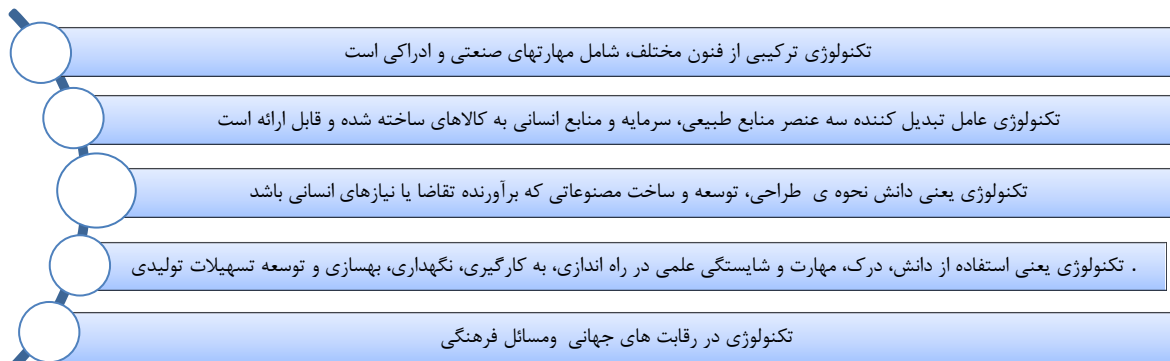 تکنولوژی ترکیبی از فنون مختلف، شامل مهارتهای صنعتی و ادراکی است
تکنولوژی عامل تبدیل کننده سه عنصر منابع طبیعی، سرمایه و منابع انسانی به کالاهای ساخته شده و قابل ارائه است
تکنولوژی یعنی دانش نحوه ی طراحی، توسعه و ساخت مصنوعاتی که برآورنده تقاضا یا نیازهای انسانی باشد
. تکنولوژی یعنی استفاده از دانش، درک، مهارت و شایستگی علمی در راه اندازی، به کارگیری، نگهداری، بهسازی و توسعه تسهیلات تولیدی
تکنولوژی در رقابت های جهانی ومسائل فرهنگی